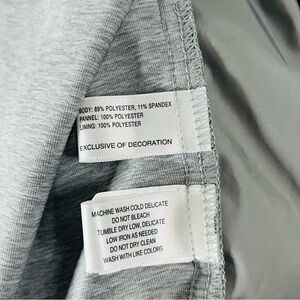 BODY: 89% POLYESTER, 11% SPANDEX
PANNEL: 100% POLYESTER
LINING: 100% POLYESTER
EXCLUSIVE OF DECORATION
MACHINE WASH COLD DELICATE
DO NOT BLEACH
TUMBLE DRY LOW, DELICATE
LOW IRON AS NEEDED
DO NOT DRY CLEAN
WASH WITH LIKE COLORS